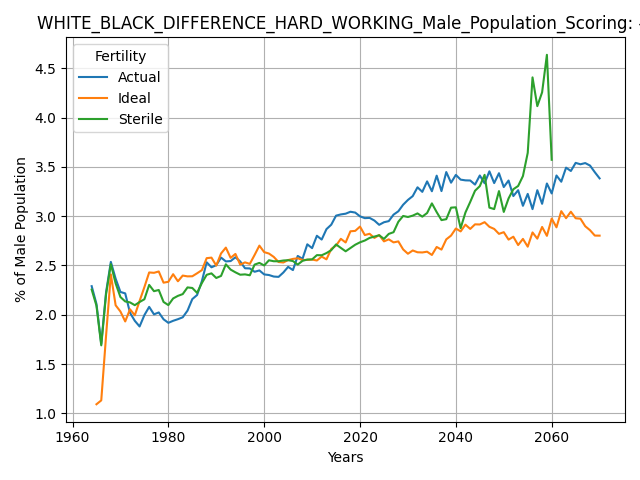 WHITE_BLACK_DIFFERENCE_HARD_WORKING_Male_Population_Scoring:
Fertility
Actual
Ideal
Sterile
4.5
4.0
3.5
3.0
2.5
2.0
1.5
1.0
% of Male Population
1960 1980 2000 2020 2040 2060
Years